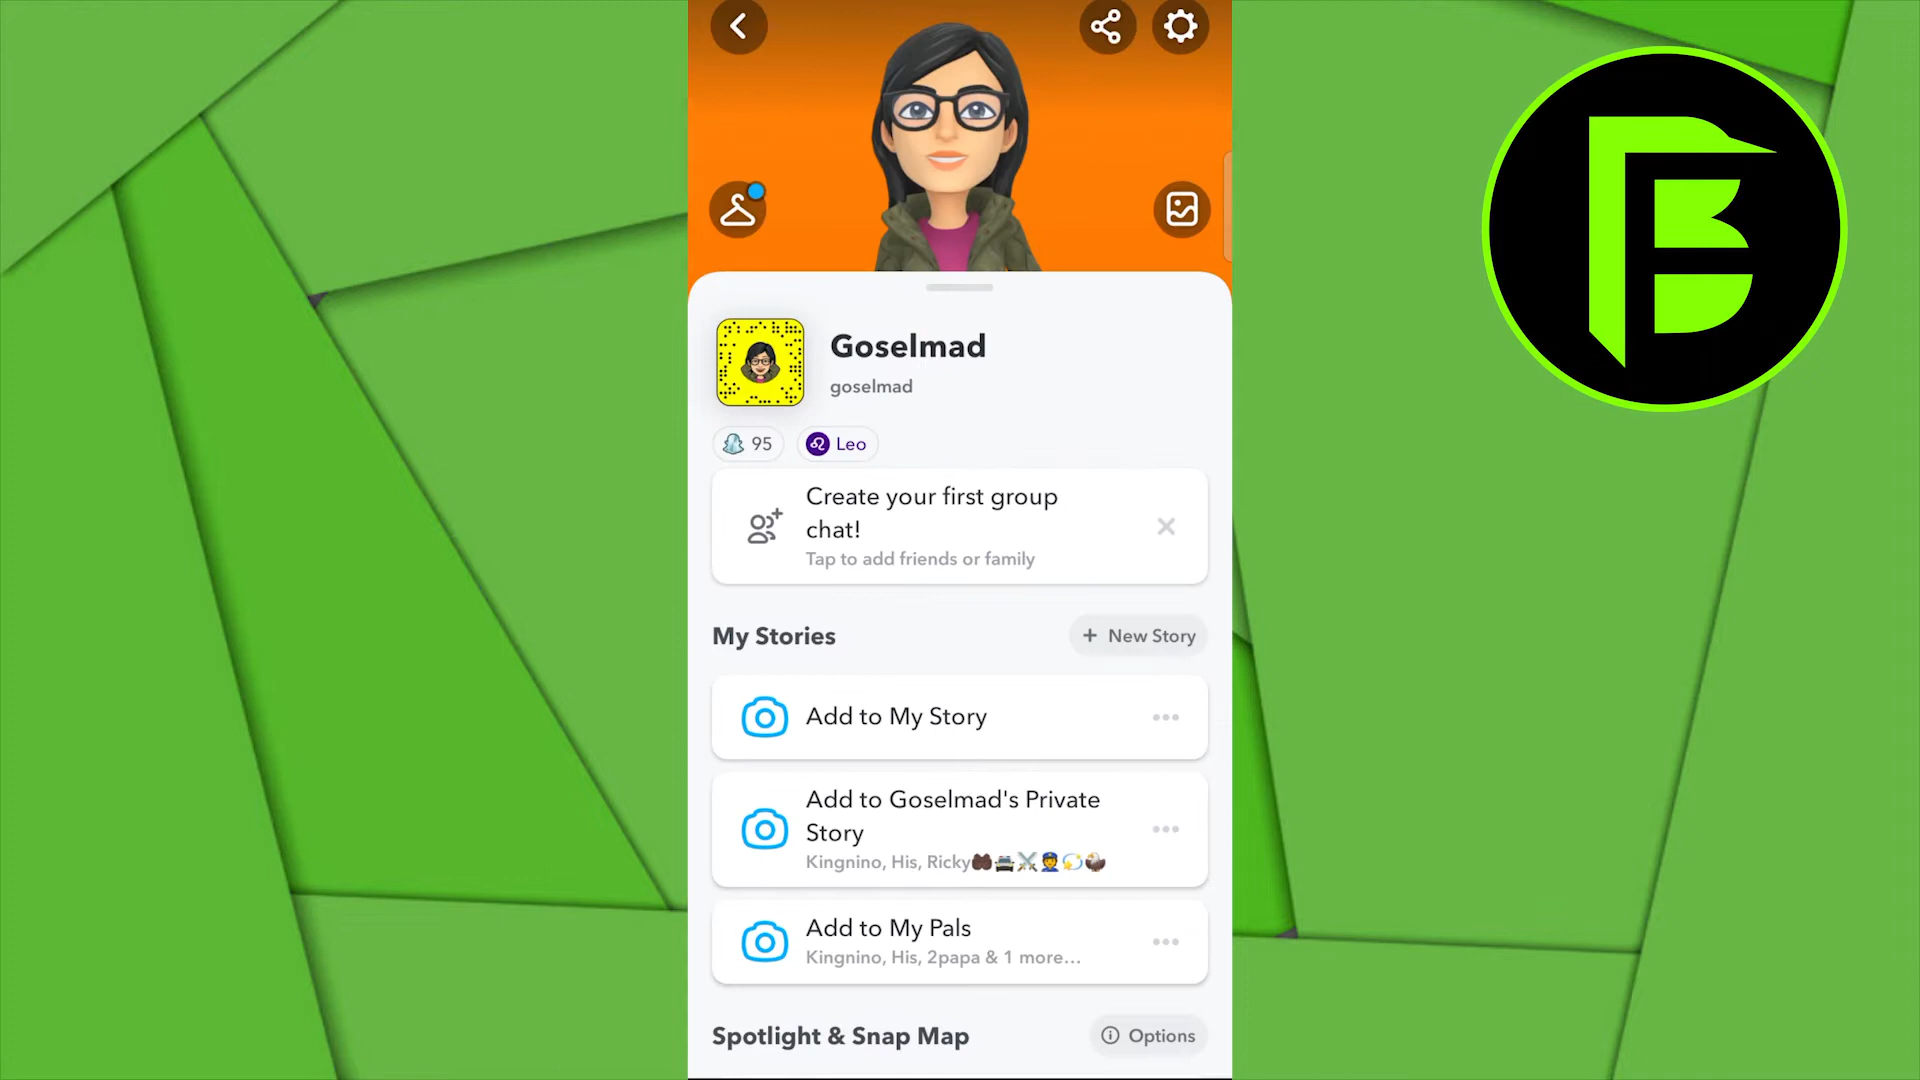 Goselmad
goselmad
95
Leo
Create your first group
chat!
Tap to add friends or family
My Stories
+ New Story
Add to My Story
Add to Goselmad's Private
Story
Kingnino, His, Ricky🤲🏿🚔⚔️👮💫🦃
Add to My Pals
Kingnino, His, 2papa & 1 more...
Spotlight & Snap Map
Options